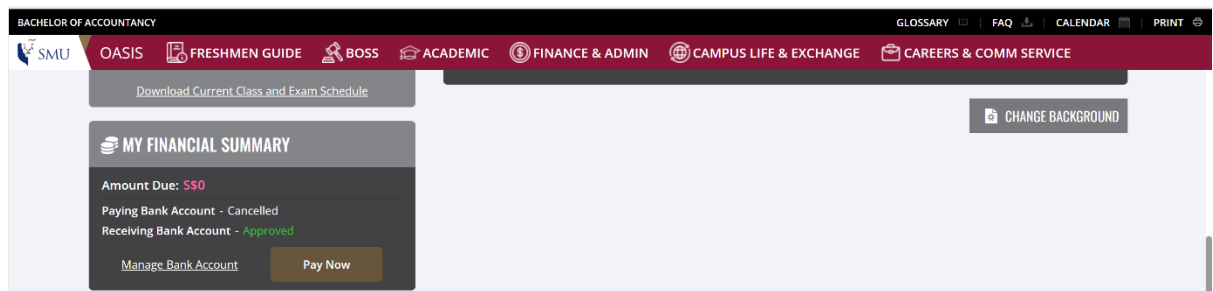 BACHELOR OF ACCOUNTANCY
GLOSSARY | FAQ | CALENDAR | PRINT
SMU OASIS FRESHMEN GUIDE BOSS ACADEMIC FINANCE & ADMIN CAMPUS LIFE & EXCHANGE CAREERS & COMM SERVICE
Download Current Class and Exam Schedule
CHANGE BACKGROUND
MY FINANCIAL SUMMARY
Amount Due: S$0
Paying Bank Account - Cancelled
Receiving Bank Account - Approved
Manage Bank Account Pay Now